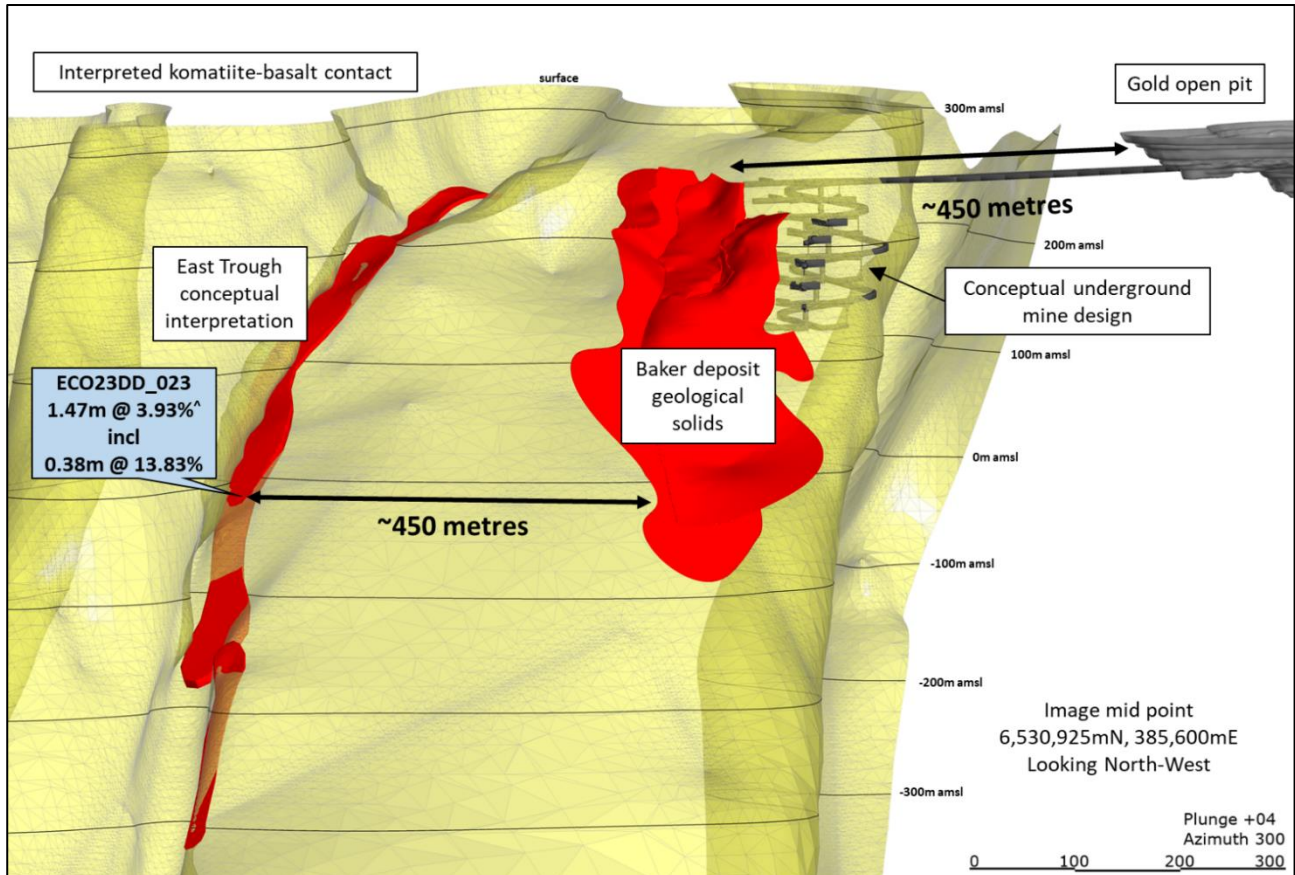 Interpreted komatiite-basalt contact
surface
Gold open pit
300m amsl
~450 metres
200m amsl
East Trough
conceptual
interpretation
Conceptual underground
mine design
100m amsl
Baker deposit
geological
solids
ECO23DD_023
1.47m @ 3.93%^
incl
0.38m @ 13.83%
0m amsl
~450 metres
-100m amsl
-200m amsl
Image mid point
6,530,925mN, 385,600mE
Looking North-West
-300m amsl
Plunge +04
Azimuth 300
0 100 200 300